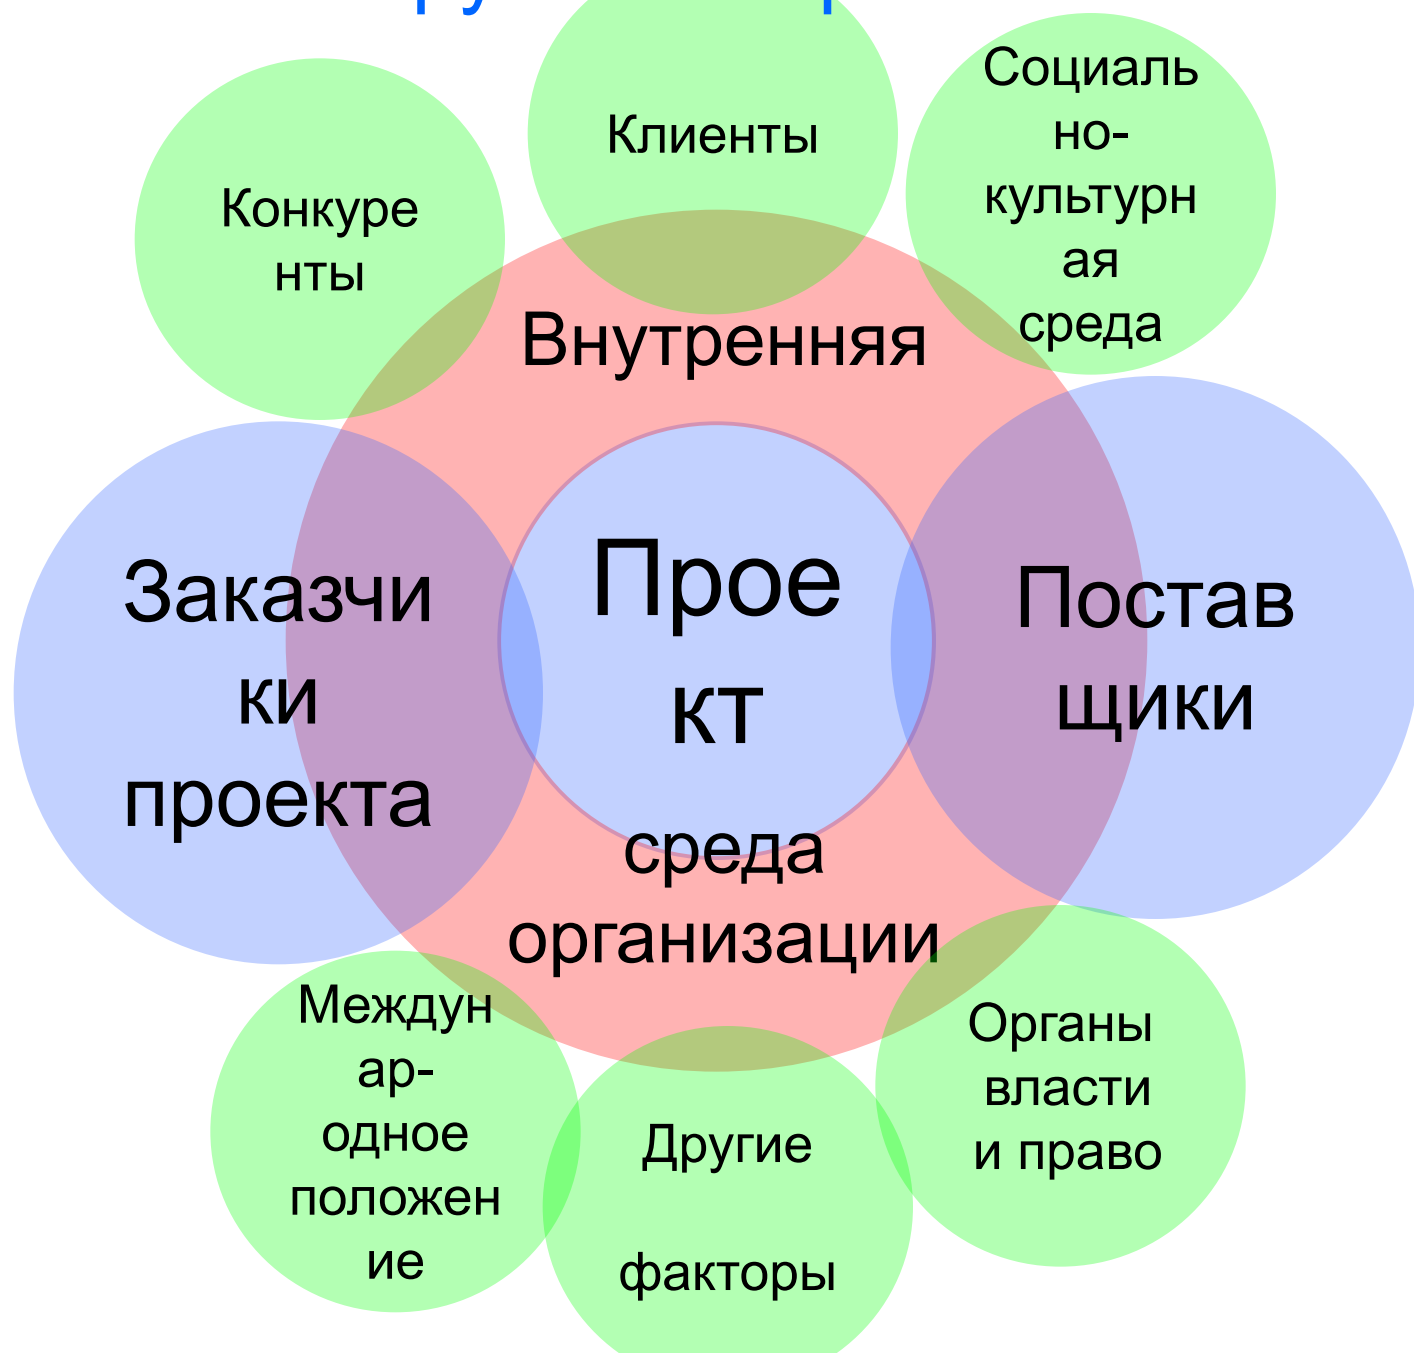 Клиенты
Социаль
но-
культурн
ая
среда
Конкуре
нты
Внутренняя
Заказчи
ки
проекта
Прое
кт
Постав
щики
среда
организации
Междун
ар-
одное
положен
ие
Другие
факторы
Органы
власти
и право